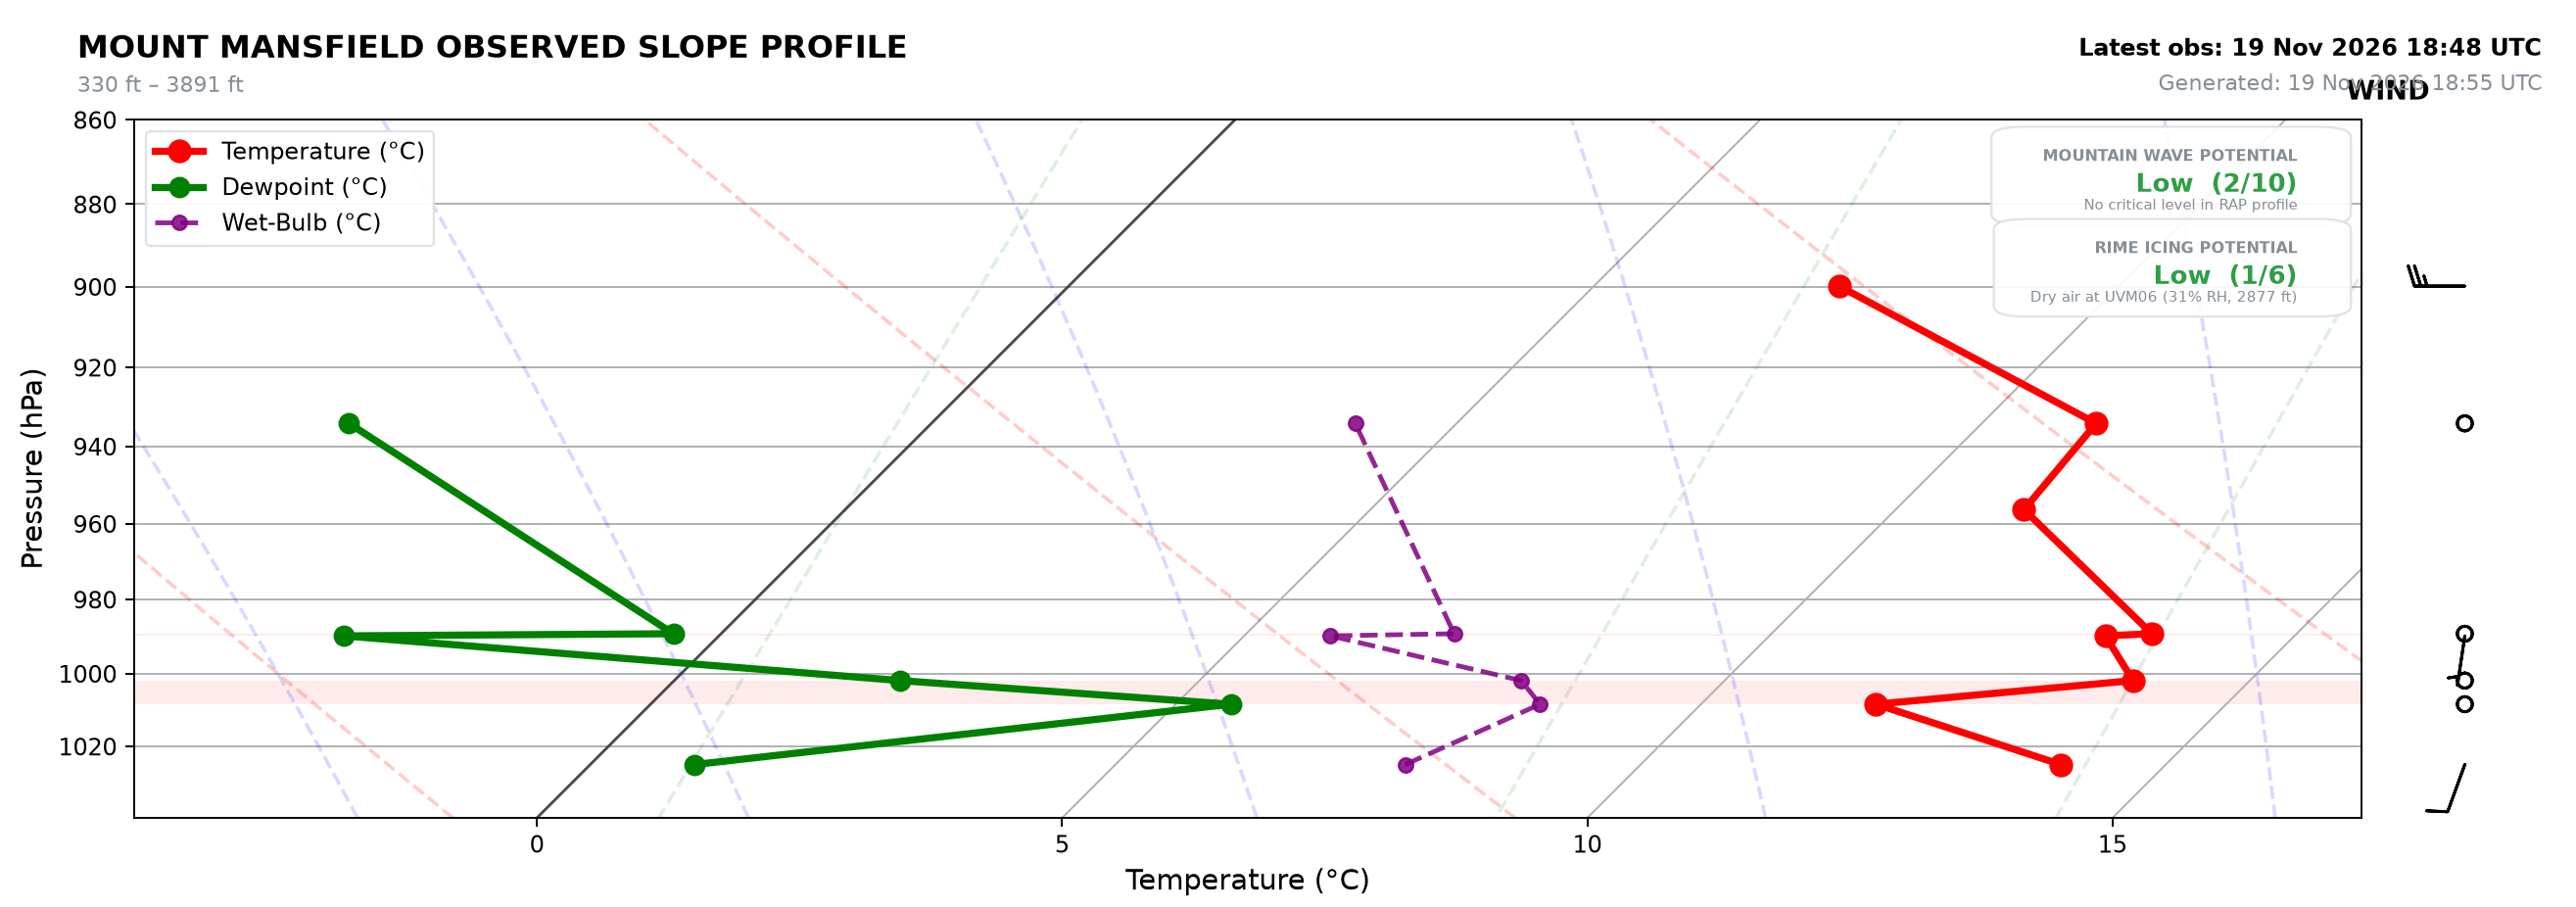 MOUNT MANSFIELD OBSERVED SLOPE PROFILE
Latest obs: 19 Nov 2026 18:48 UTC
330 ft – 3891 ft
Generated: 19 Nov 2026 18:55 UTC
WIND
Temperature (°C)
Dewpoint (°C)
Wet-Bulb (°C)
MOUNTAIN WAVE POTENTIAL
Low (2/10)
No critical level in RAP profile
RIME ICING POTENTIAL
Low (1/6)
Dry air at UVM06 (31% RH, 2877 ft)
Pressure (hPa)
860
880
900
920
940
960
980
1000
1020
0
5
10
15
Temperature (°C)